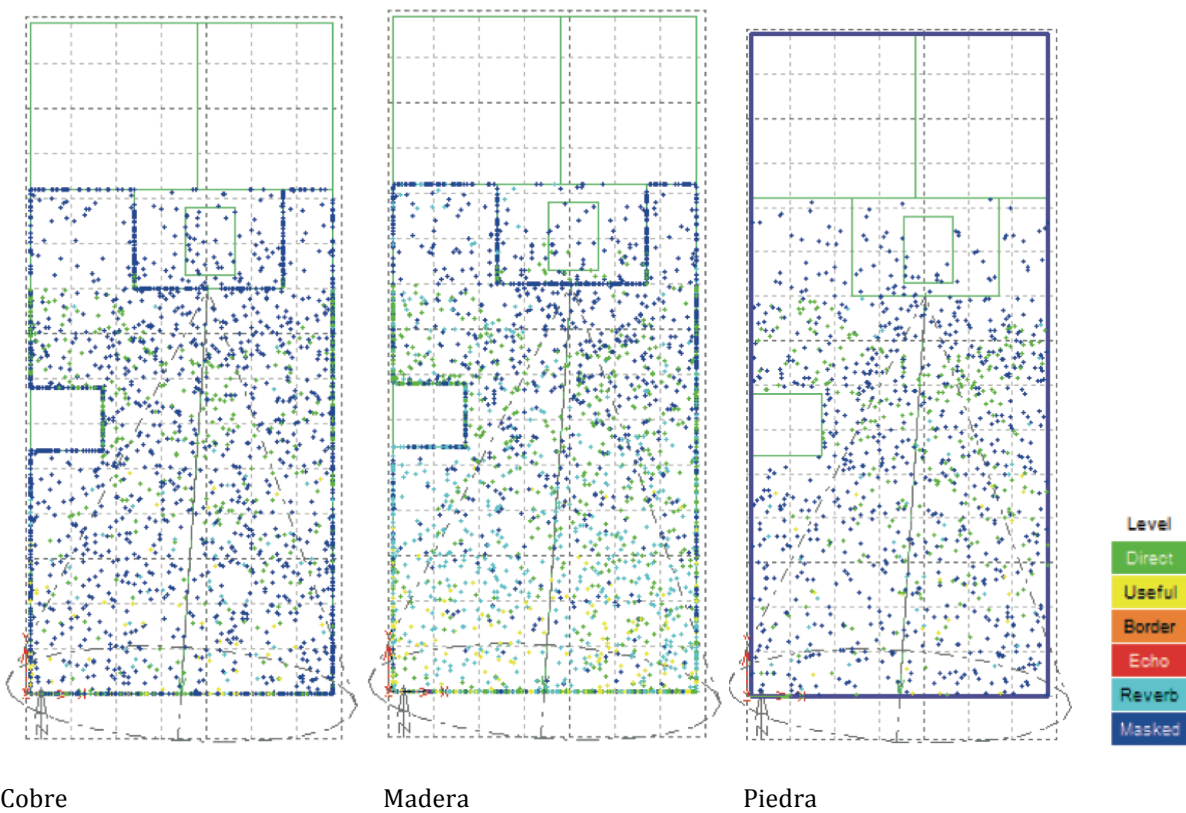 Level
Direct
Useful
Border
Echo
Reverb
Masked
Cobre
Madera
Piedra